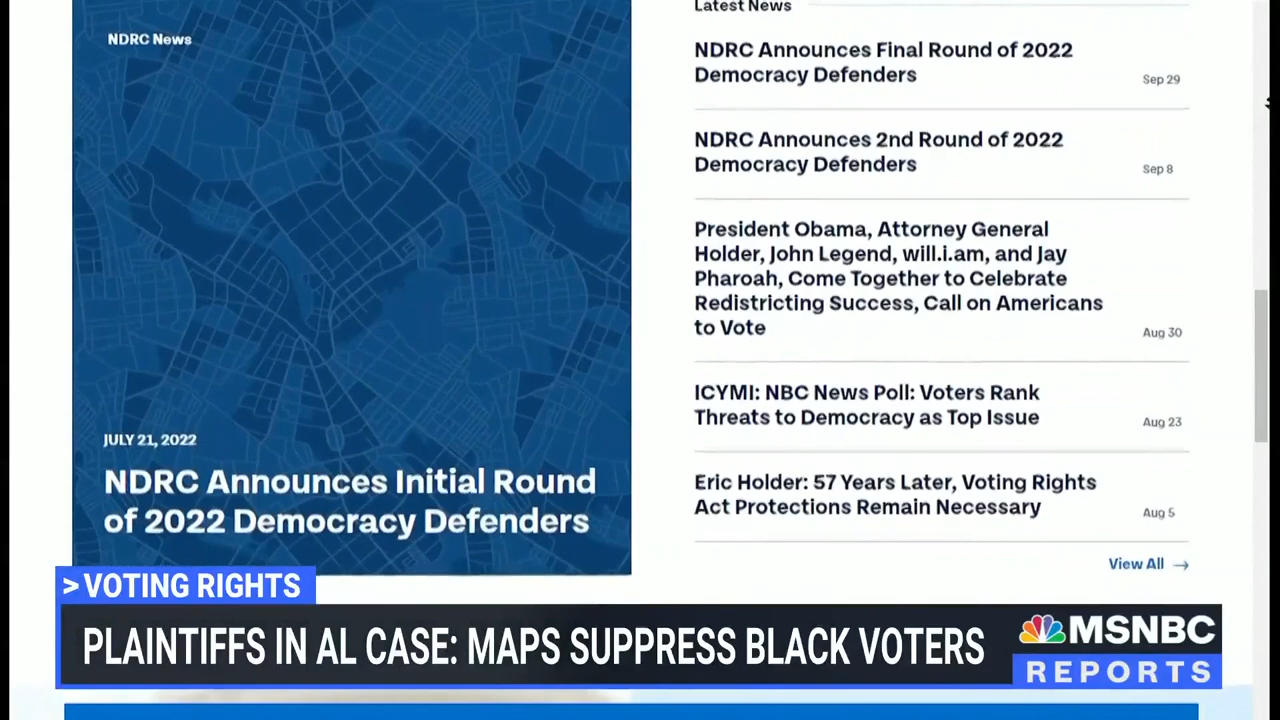 NDRC News
JULY 21, 2022
NDRC Announces Initial Round
of 2022 Democracy Defenders
Latest News
NDRC Announces Final Round of 2022
Democracy Defenders
Sep 29
NDRC Announces 2nd Round of 2022
Democracy Defenders
Sep 8
President Obama, Attorney General
Holder, John Legend, will.i.am, and Jay
Pharoah, Come Together to Celebrate
Redistricting Success, Call on Americans
to Vote
Aug 30
ICYMI: NBC News Poll: Voters Rank
Threats to Democracy as Top Issue
Aug 23
Eric Holder: 57 Years Later, Voting Rights
Act Protections Remain Necessary
Aug 5
View All →
> VOTING RIGHTS
PLAINTIFFS IN AL CASE: MAPS SUPPRESS BLACK VOTERS
MSNBC
REPORTS